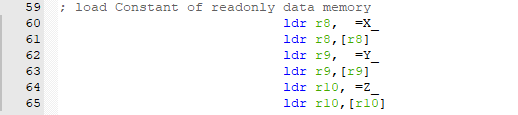 59 ; load Constant of readonly data memory
60 ldr r8, =X_
61 ldr r8,[r8]
62 ldr r9, =Y_
63 ldr r9,[r9]
64 ldr r10, =Z_
65 ldr r10,[r10]